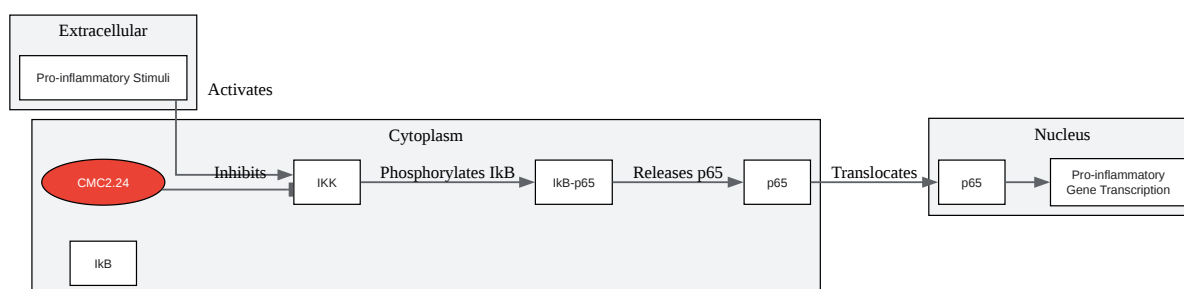 Extracellular
Pro-inflammatory Stimuli
Activates
Cytoplasm
Nucleus
CMC2.24
Inhibits
IKK
Phosphorylates IkB
IkB-p65
Releases p65
p65
Translocates
p65
Pro-inflammatory
Gene Transcription
IkB